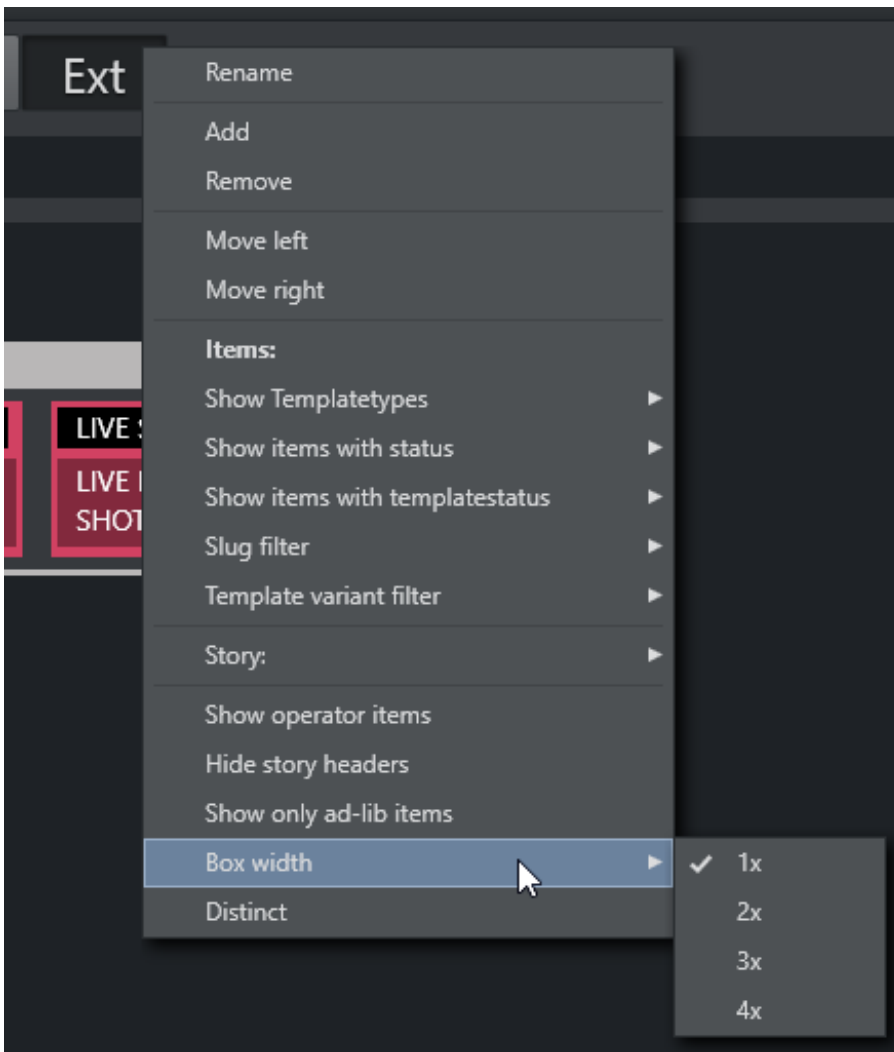 Ext
Rename
Add
Remove
Move left
Move right
Items:
Show Templatetypes
LIVE
Show items with status
LIVE
Show items with templatestatus
SHOT
Slug filter
Template variant filter
Story:
Show operator items
Hide story headers
Show only ad-lib items
Box width
1x
Distinct
2x
3x
4x